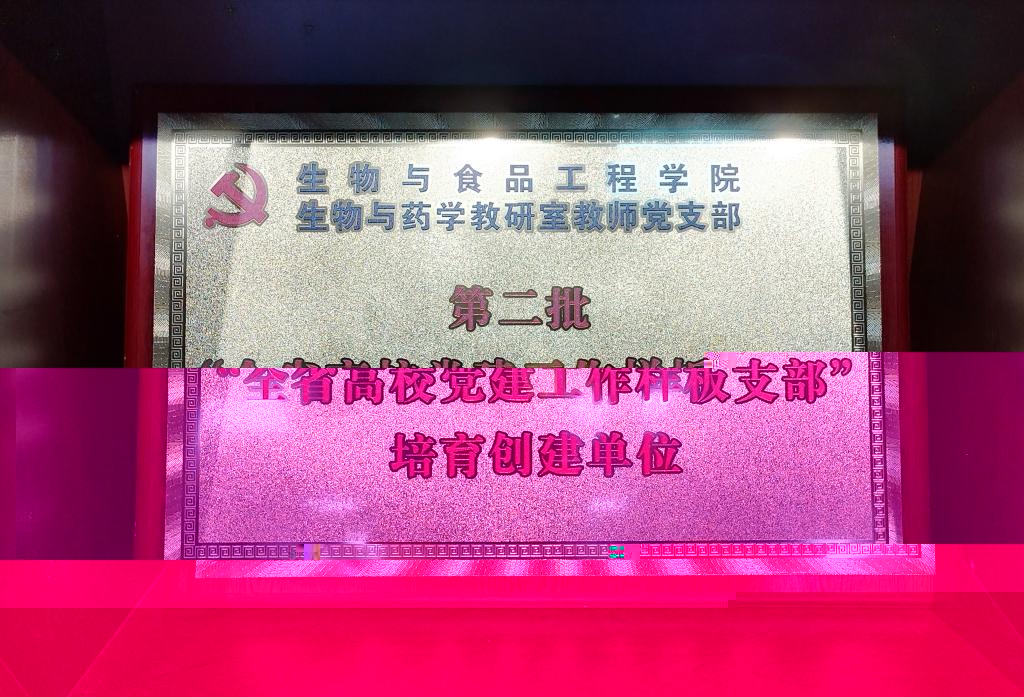 生物与食品工程学院
生物与药学教研室教师党支部
第二批
“全省高校党建工作样板支部”
培育创建单位